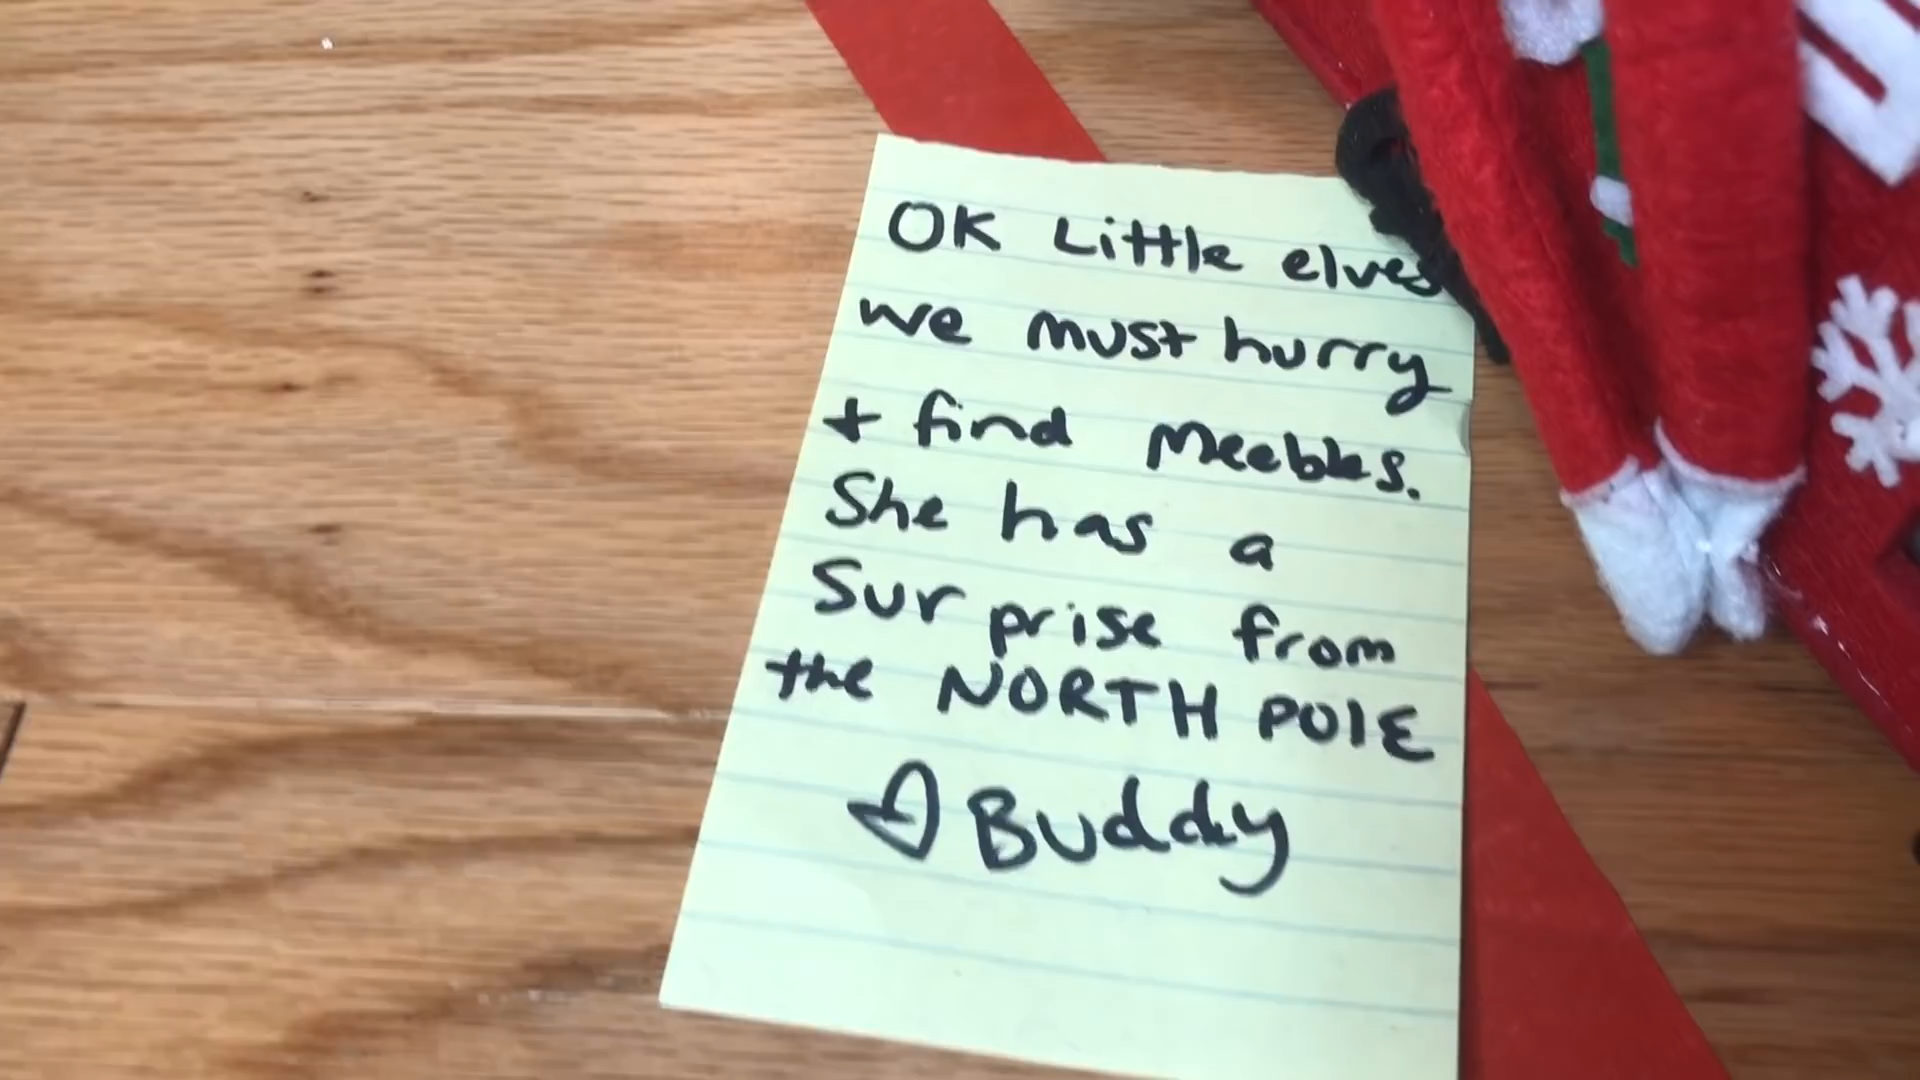 OK Little elves
we must hurry
+ find Meebles.
She has a
Surprise from
the NORTH POlE
♡ Buddy